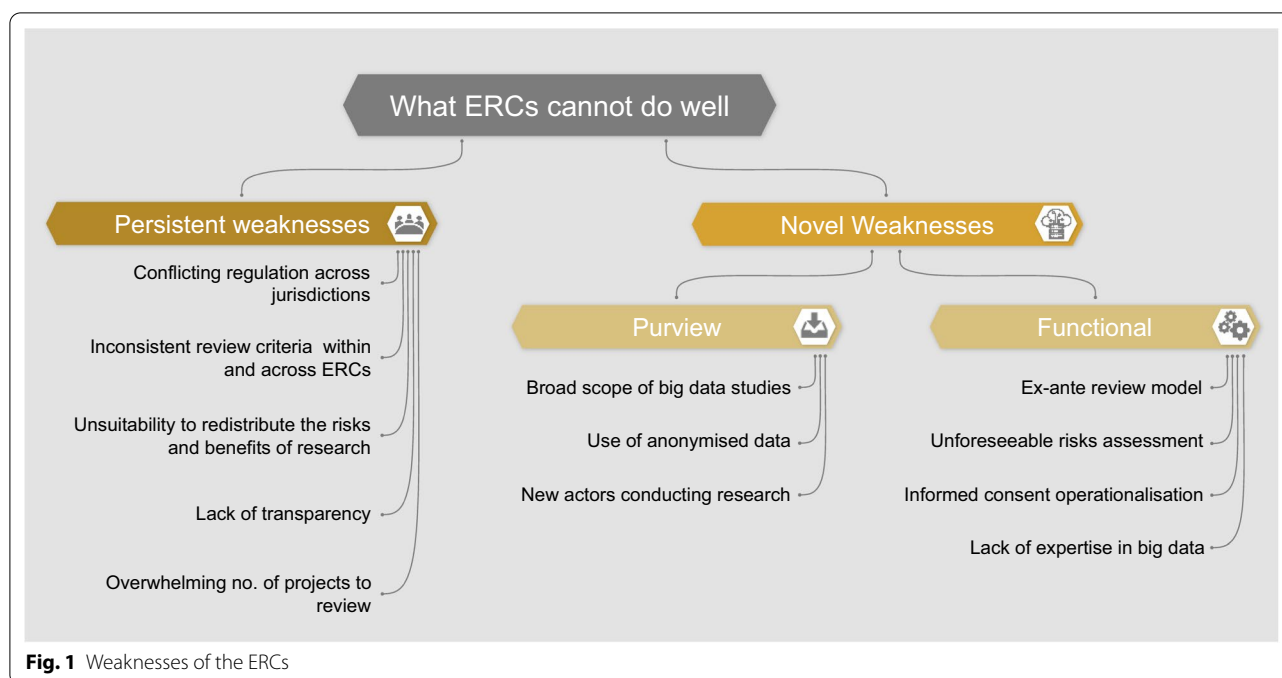 What ERCs cannot do well
Persistent weaknesses
Conflicting regulation across
jurisdictions
Inconsistent review criteria within
and across ERCs
Unsuitability to redistribute the risks
and benefits of research
Lack of transparency
Overwhelming no. of projects to
review
Novel Weaknesses
Purview
Broad scope of big data studies
Use of anonymised data
New actors conducting research
Functional
Ex-ante review model
Unforeseeable risks assessment
Informed consent operationalisation
Lack of expertise in big data
Fig. 1 Weaknesses of the ERCs